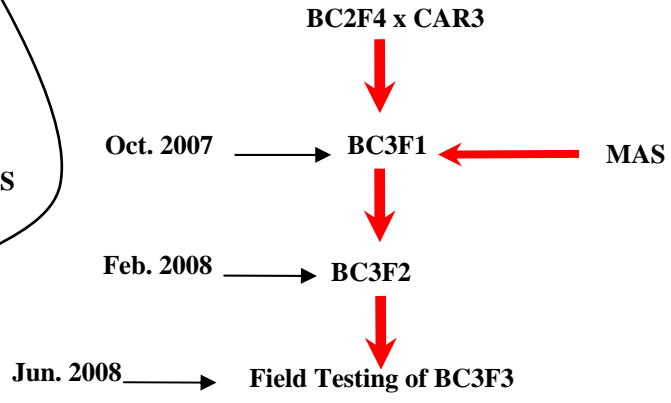 BC2F4 x CAR3
Oct. 2007 BC3F1 MAS
S
Feb. 2008 BC3F2
Jun. 2008 Field Testing of BC3F3